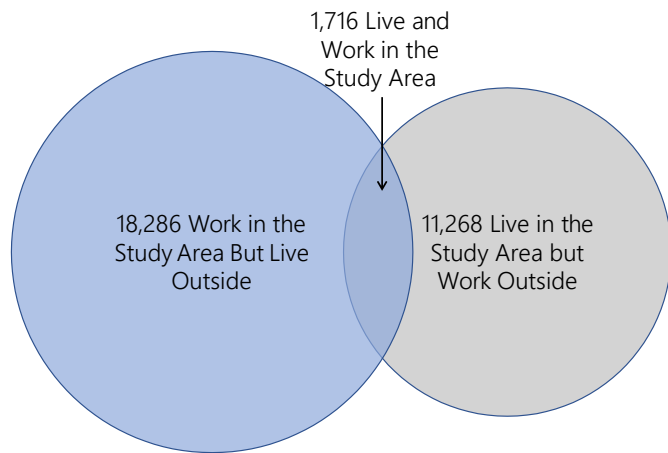 1,716 Live and
Work in the
Study Area
18,286 Work in the
Study Area But Live
Outside
11,268 Live in the
Study Area but
Work Outside